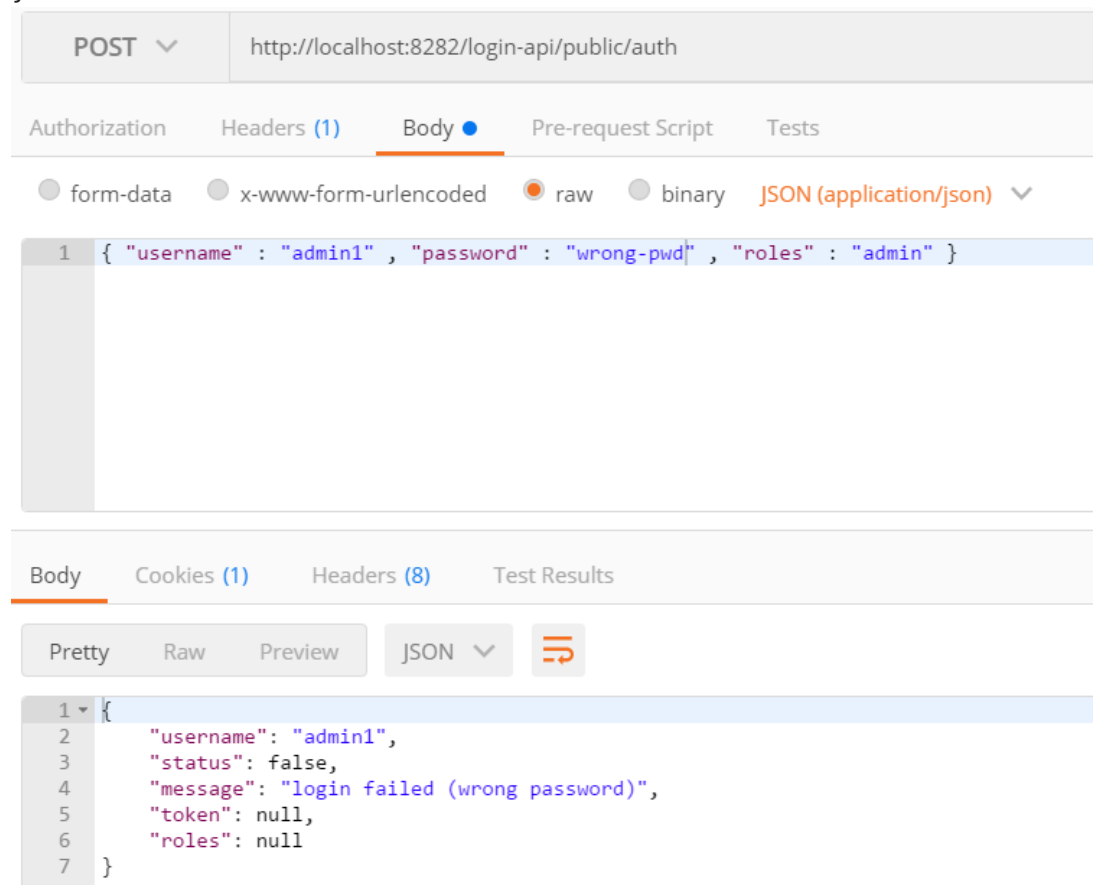 POST http://localhost:8282/login-api/public/auth
Authorization Headers (1) Body Pre-request Script Tests
form-data x-www-form-urlencoded raw binary JSON (application/json)
1 { "username" : "admin1" , "password" : "wrong-pwd" , "roles" : "admin" }
Body Cookies (1) Headers (8) Test Results
Pretty Raw Preview JSON
1 {
2 "username": "admin1",
3 "status": false,
4 "message": "login failed (wrong password)",
5 "token": null,
6 "roles": null
7 }